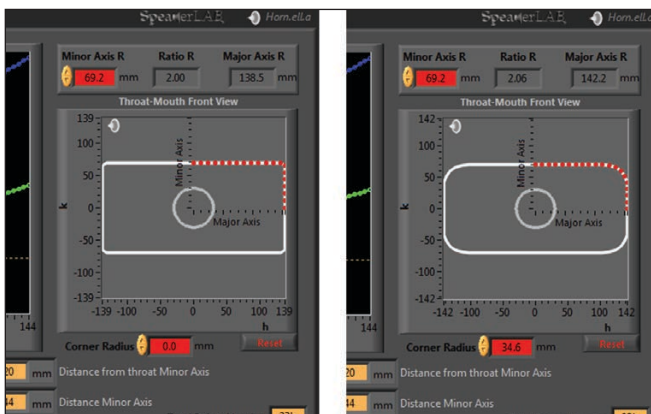 SpeakerLAB Horn.ell.a
Minor Axis R Ratio R Major Axis R
69.2 mm 2.00 138.5 mm
Throat-Mouth Front View
139
100
50
0
-50
-100
-139
k
Minor Axis
Major Axis
-139 -100 -50 0 50 100 139
h
144
Corner Radius 0.0 mm Reset
20 mm Distance from throat Minor Axis
44 mm Distance Minor Axis
SpeakerLAB Horn.ell.a
Minor Axis R Ratio R Major Axis R
69.2 mm 2.06 142.2 mm
Throat-Mouth Front View
142
100
50
0
-50
-100
-142
k
Minor Axis
Major Axis
-142 -100 -50 0 50 100 142
h
144
Corner Radius 34.6 mm Reset
20 mm Distance from throat Minor Axis
44 mm Distance Minor Axis